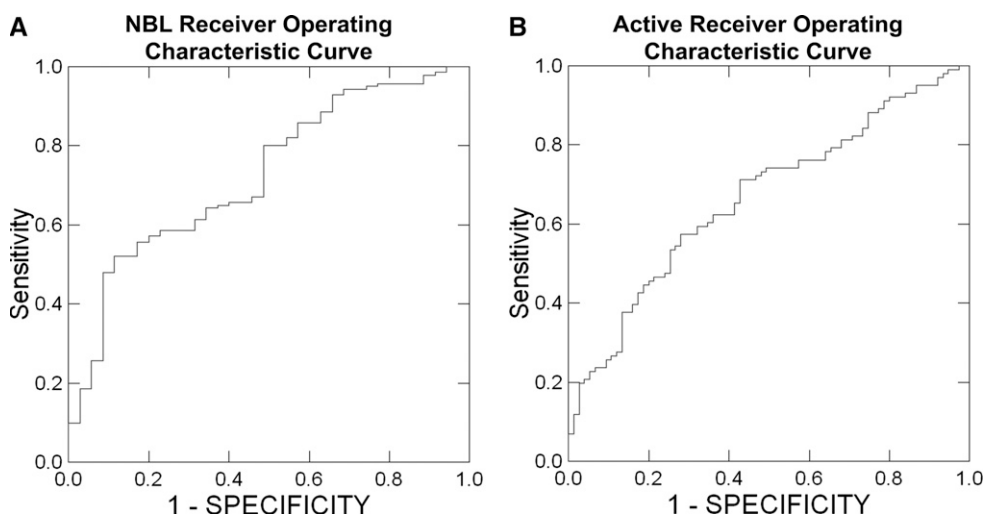 A
NBL Receiver Operating
Characteristic Curve
1.0
0.8
0.6
0.4
0.2
0.0
Sensitivity
0.0 0.2 0.4 0.6 0.8 1.0
1 - SPECIFICITY
B
Active Receiver Operating
Characteristic Curve
1.0
0.8
0.6
0.4
0.2
0.0
Sensitivity
0.0 0.2 0.4 0.6 0.8 1.0
1 - SPECIFICITY